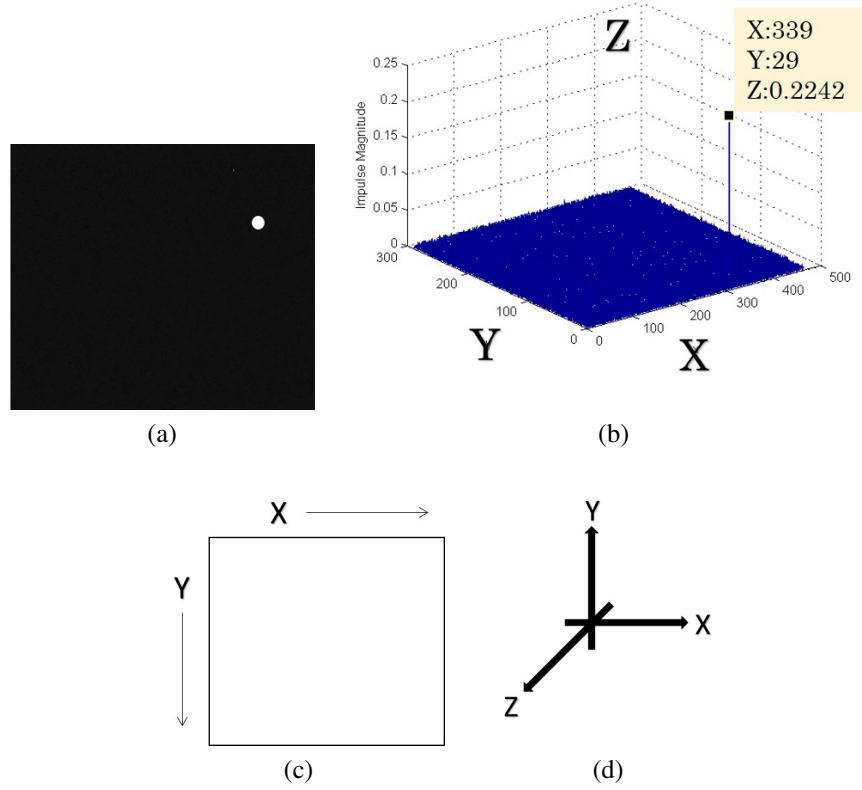 Z
X:339
Y:29
Z:0.2242
Impulse Magnitude
0.25
0.2
0.15
0.1
0.05
0
300
200
100
0
0
100
200
300
400
500
Y
X
(a)
(b)
X
Y
(c)
Y
X
Z
(d)